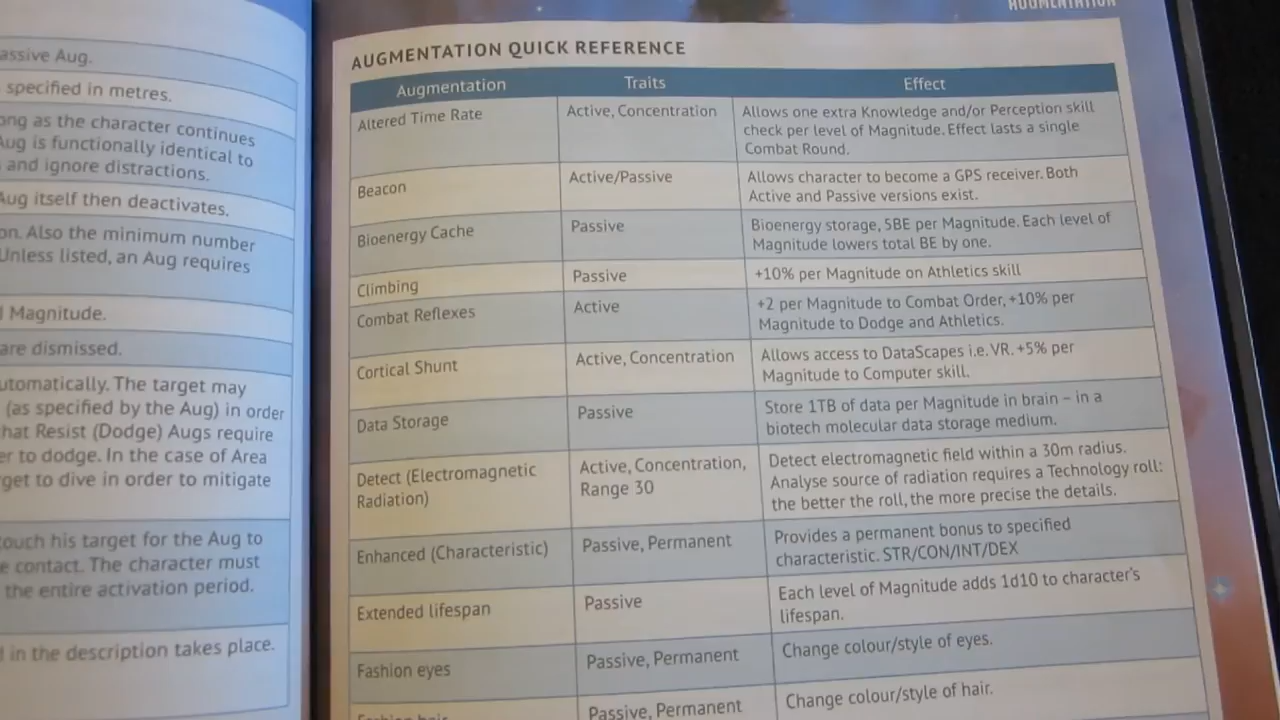 assive Aug.
specified in metres.
ong as the character continues
Aug is functionally identical to
and ignore distractions.
Aug itself then deactivates.
on. Also the minimum number
Unless listed, an Aug requires
Magnitude.
are dismissed.
utomatically. The target may
(as specified by the Aug) in order
hat Resist (Dodge) Augs require
er to dodge. In the case of Area
get to dive in order to mitigate
touch his target for the Aug to
e contact. The character must
the entire activation period.
in the description takes place.
AUGMENTATION
AUGMENTATION QUICK REFERENCE
Augmentation Traits Effect
Altered Time Rate Active, Concentration Allows one extra Knowledge and/or Perception skill
check per level of Magnitude. Effect lasts a single
Combat Round.
Beacon Active/Passive Allows character to become a GPS receiver. Both
Active and Passive versions exist.
Bioenergy Cache Passive Bioenergy storage, 5BE per Magnitude. Each level of
Magnitude lowers total BE by one.
Climbing Passive +10% per Magnitude on Athletics skill
Combat Reflexes Active +2 per Magnitude to Combat Order, +10% per
Magnitude to Dodge and Athletics.
Cortical Shunt Active, Concentration Allows access to DataScapes i.e. VR. +5% per
Magnitude to Computer skill.
Data Storage Passive Store 1TB of data per Magnitude in brain – in a
biotech molecular data storage medium.
Detect (Electromagnetic Active, Concentration, Detect electromagnetic field within a 30m radius.
Radiation) Range 30 Analyse source of radiation requires a Technology roll:
the better the roll, the more precise the details.
Enhanced (Characteristic) Passive, Permanent Provides a permanent bonus to specified
characteristic. STR/CON/INT/DEX
Extended lifespan Passive Each level of Magnitude adds 1d10 to character's
lifespan.
Fashion eyes Passive, Permanent Change colour/style of eyes.
Fashion hair Passive, Permanent Change colour/style of hair.